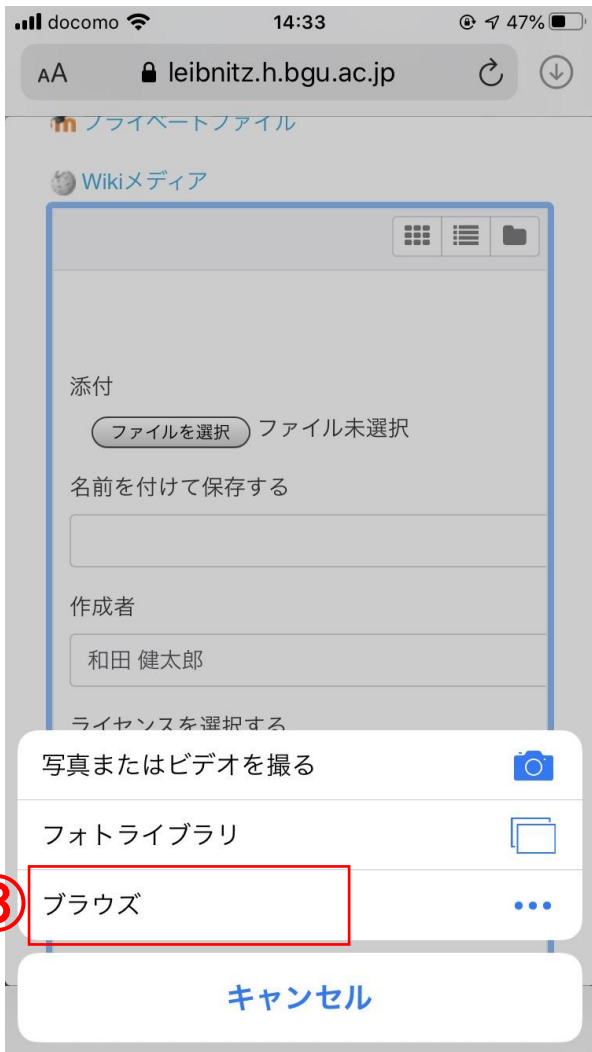 docomo 14:33 47%
AA leibnitz.h.bgu.ac.jp
プライベートファイル
Wikiメディア
添付
ファイルを選択 ファイル未選択
名前を付けて保存する
作成者
和田 健太郎
ライセンスを選択する
写真またはビデオを撮る
フォトライブラリ
ブラウズ
キャンセル